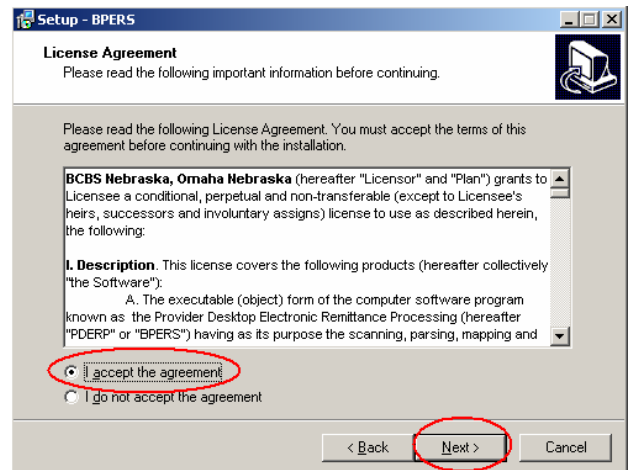 Setup - BPERS
License Agreement
Please read the following important information before continuing.
Please read the following License Agreement. You must accept the terms of this
agreement before continuing with the installation.
BCBS Nebraska, Omaha Nebraska (hereafter "Licensor" and "Plan") grants to
Licensee a conditional, perpetual and non-transferable (except to Licensee's
heirs, successors and involuntary assigns) license to use as described herein,
the following:
I. Description. This license covers the following products (hereafter collectively
"the Software"):
A. The executable (object) form of the computer software program
known as the Provider Desktop Electronic Remittance Processing (hereafter
"PDERP" or "BPERS") having as its purpose the scanning, parsing, mapping and
I accept the agreement
I do not accept the agreement
< Back Next > Cancel